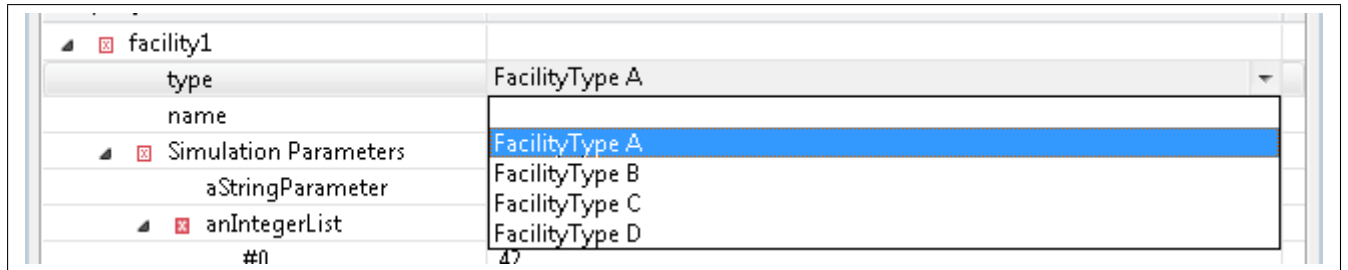 facility1
type FacilityType A
name
FacilityType A
Simulation Parameters
FacilityType B
aStringParameter
FacilityType C
anIntegerList
FacilityType D
#0 42